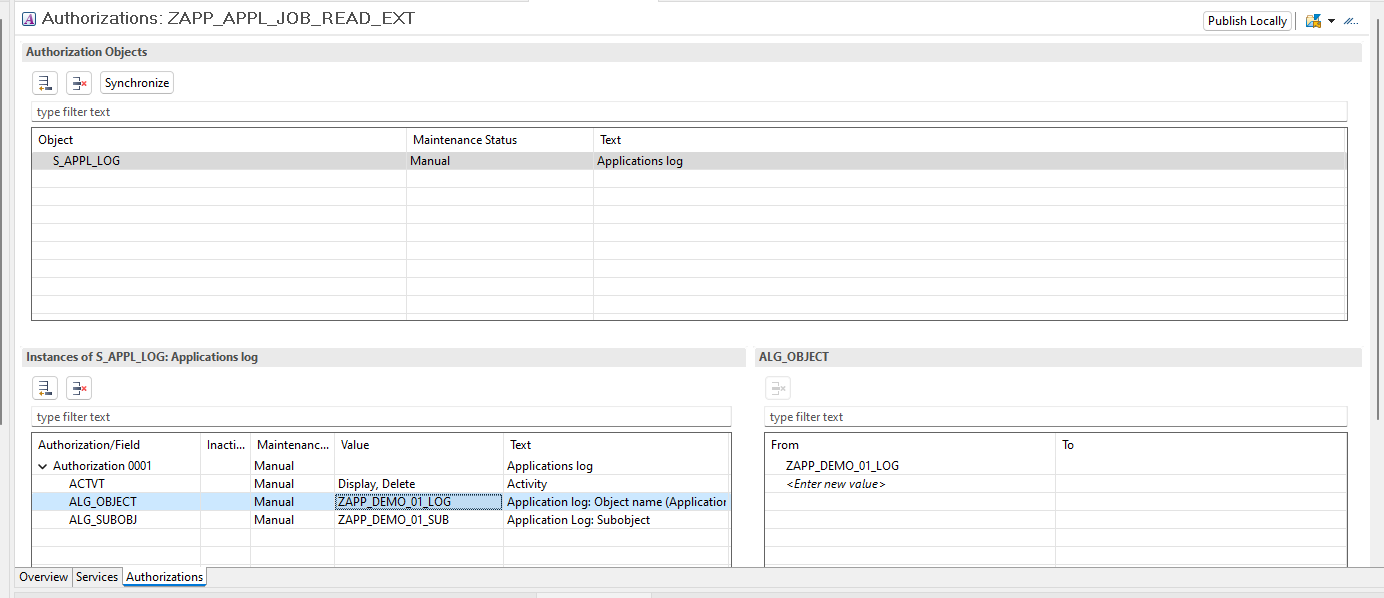 Authorizations: ZAPP_APPL_JOB_READ_EXT
Publish Locally
Authorization Objects
Synchronize
type filter text
Object Maintenance Status Text
S_APPL_LOG Manual Applications log
Instances of S_APPL_LOG: Applications log
type filter text
Authorization/Field Inacti... Maintenanc... Value Text
Authorization 0001 Manual Applications log
ACTVT Manual Display, Delete Activity
ALG_OBJECT Manual ZAPP_DEMO_01_LOG Application log: Object name (Application
ALG_SUBOBJ Manual ZAPP_DEMO_01_SUB Application Log: Subobject
ALG_OBJECT
type filter text
From To
ZAPP_DEMO_01_LOG
<Enter new value>
Overview Services Authorizations